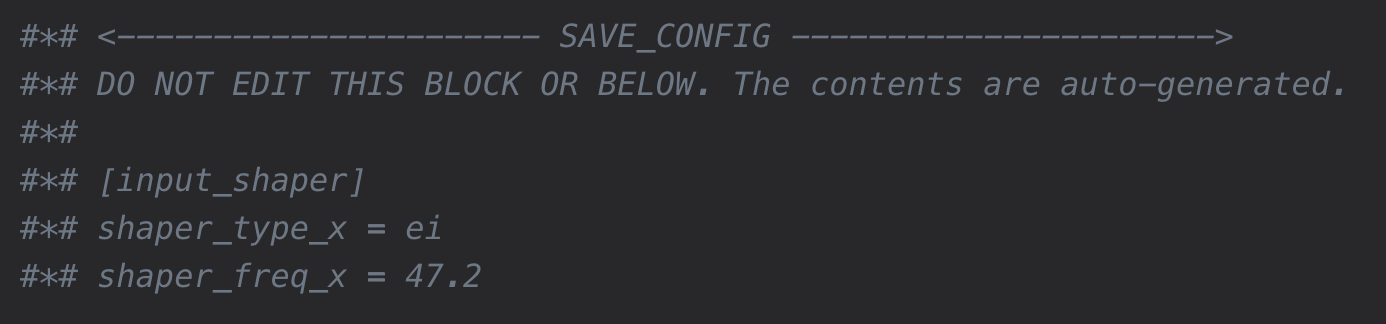 #*# <---------------------- SAVE_CONFIG ---------------------->
#*# DO NOT EDIT THIS BLOCK OR BELOW. The contents are auto-generated.
#*#
#*# [input_shaper]
#*# shaper_type_x = ei
#*# shaper_freq_x = 47.2